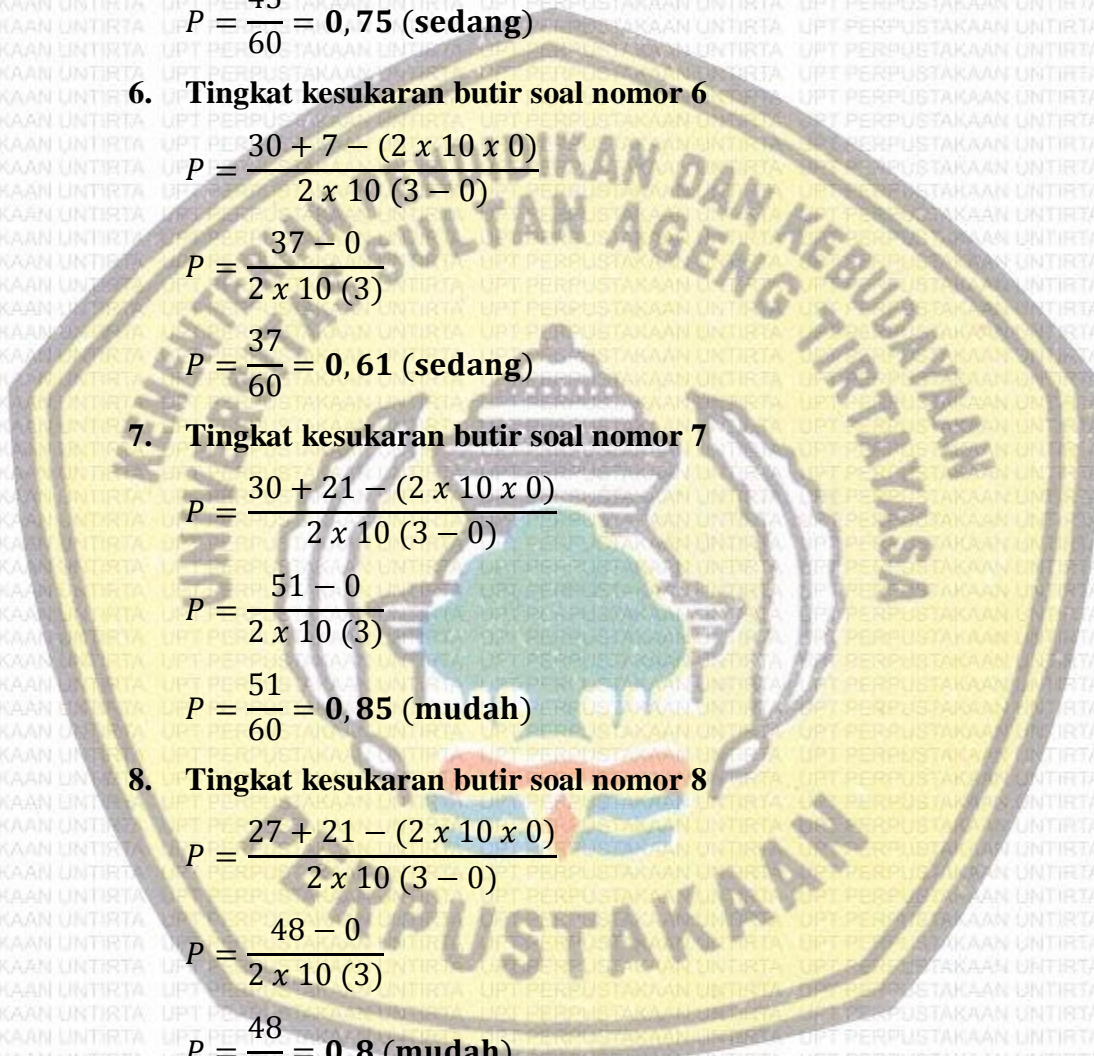 P = 45/60 = 0,75 (sedang)
6. Tingkat kesukaran butir soal nomor 6
P = 30 + 7 − (2 x 10 x 0) / 2 x 10 (3 − 0)
P = 37 − 0 / 2 x 10 (3)
P = 37/60 = 0,61 (sedang)
7. Tingkat kesukaran butir soal nomor 7
P = 30 + 21 − (2 x 10 x 0) / 2 x 10 (3 − 0)
P = 51 − 0 / 2 x 10 (3)
P = 51/60 = 0,85 (mudah)
8. Tingkat kesukaran butir soal nomor 8
P = 27 + 21 − (2 x 10 x 0) / 2 x 10 (3 − 0)
P = 48 − 0 / 2 x 10 (3)
P = 48 = 0,8 (mudah)
KEMENTERIAN PENDIDIKAN DAN KEBUDAYAAN
UNIVERSITAS SULTAN AGENG TIRTAYASA
PERPUSTAKAAN
UPT PERPUSTAKAAN UNTIRTA